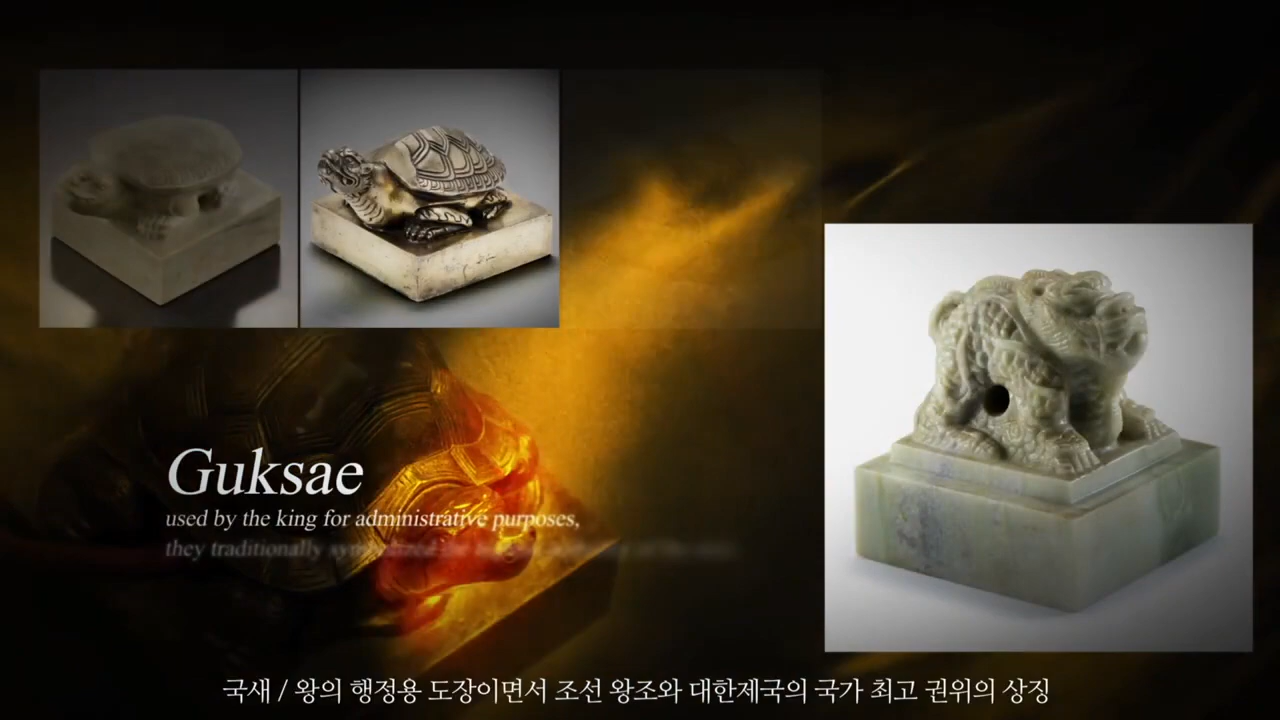 Guksae
used by the king for administrative purposes,
they traditionally symbolized the
국새 / 왕의 행정용 도장이면서 조선 왕조와 대한제국의 국가 최고 권위의 상징